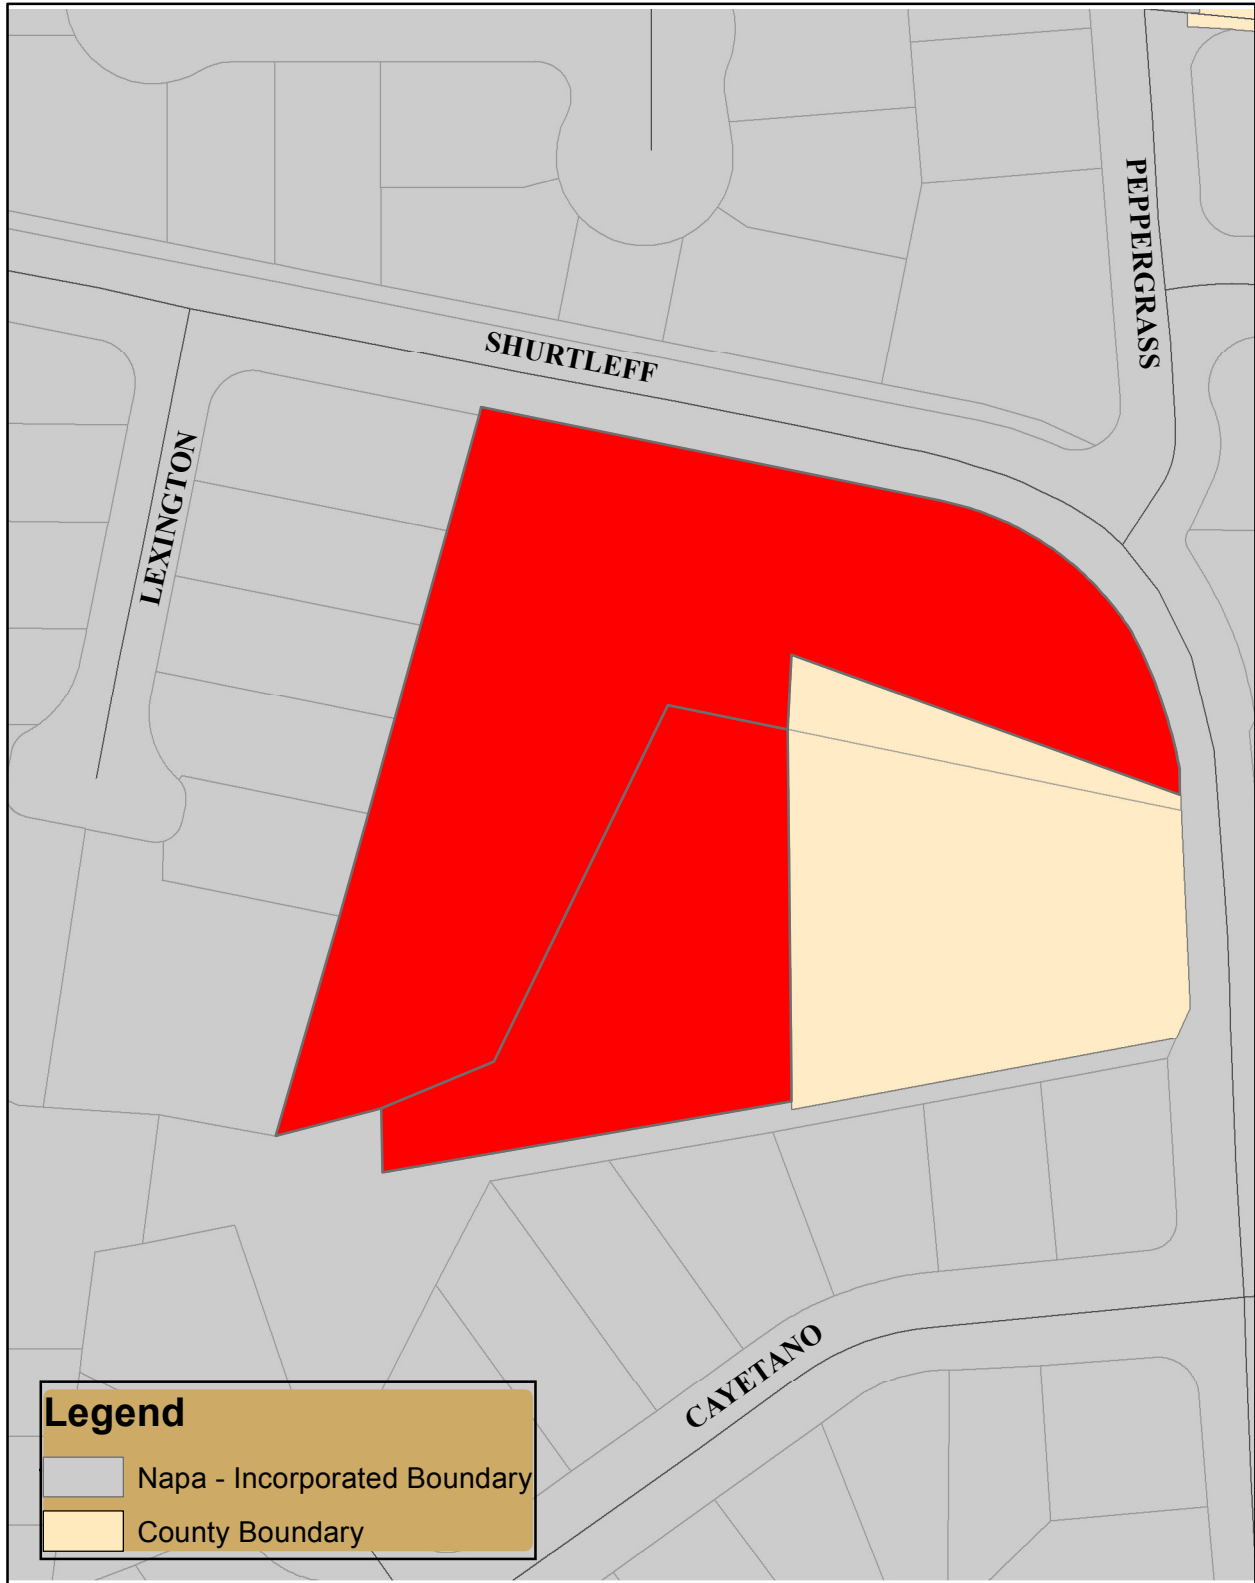 PEPPERGRASS
SHURTLEFF
LEXINGTON
CAYETANO
Legend
Napa - Incorporated Boundary
County Boundary